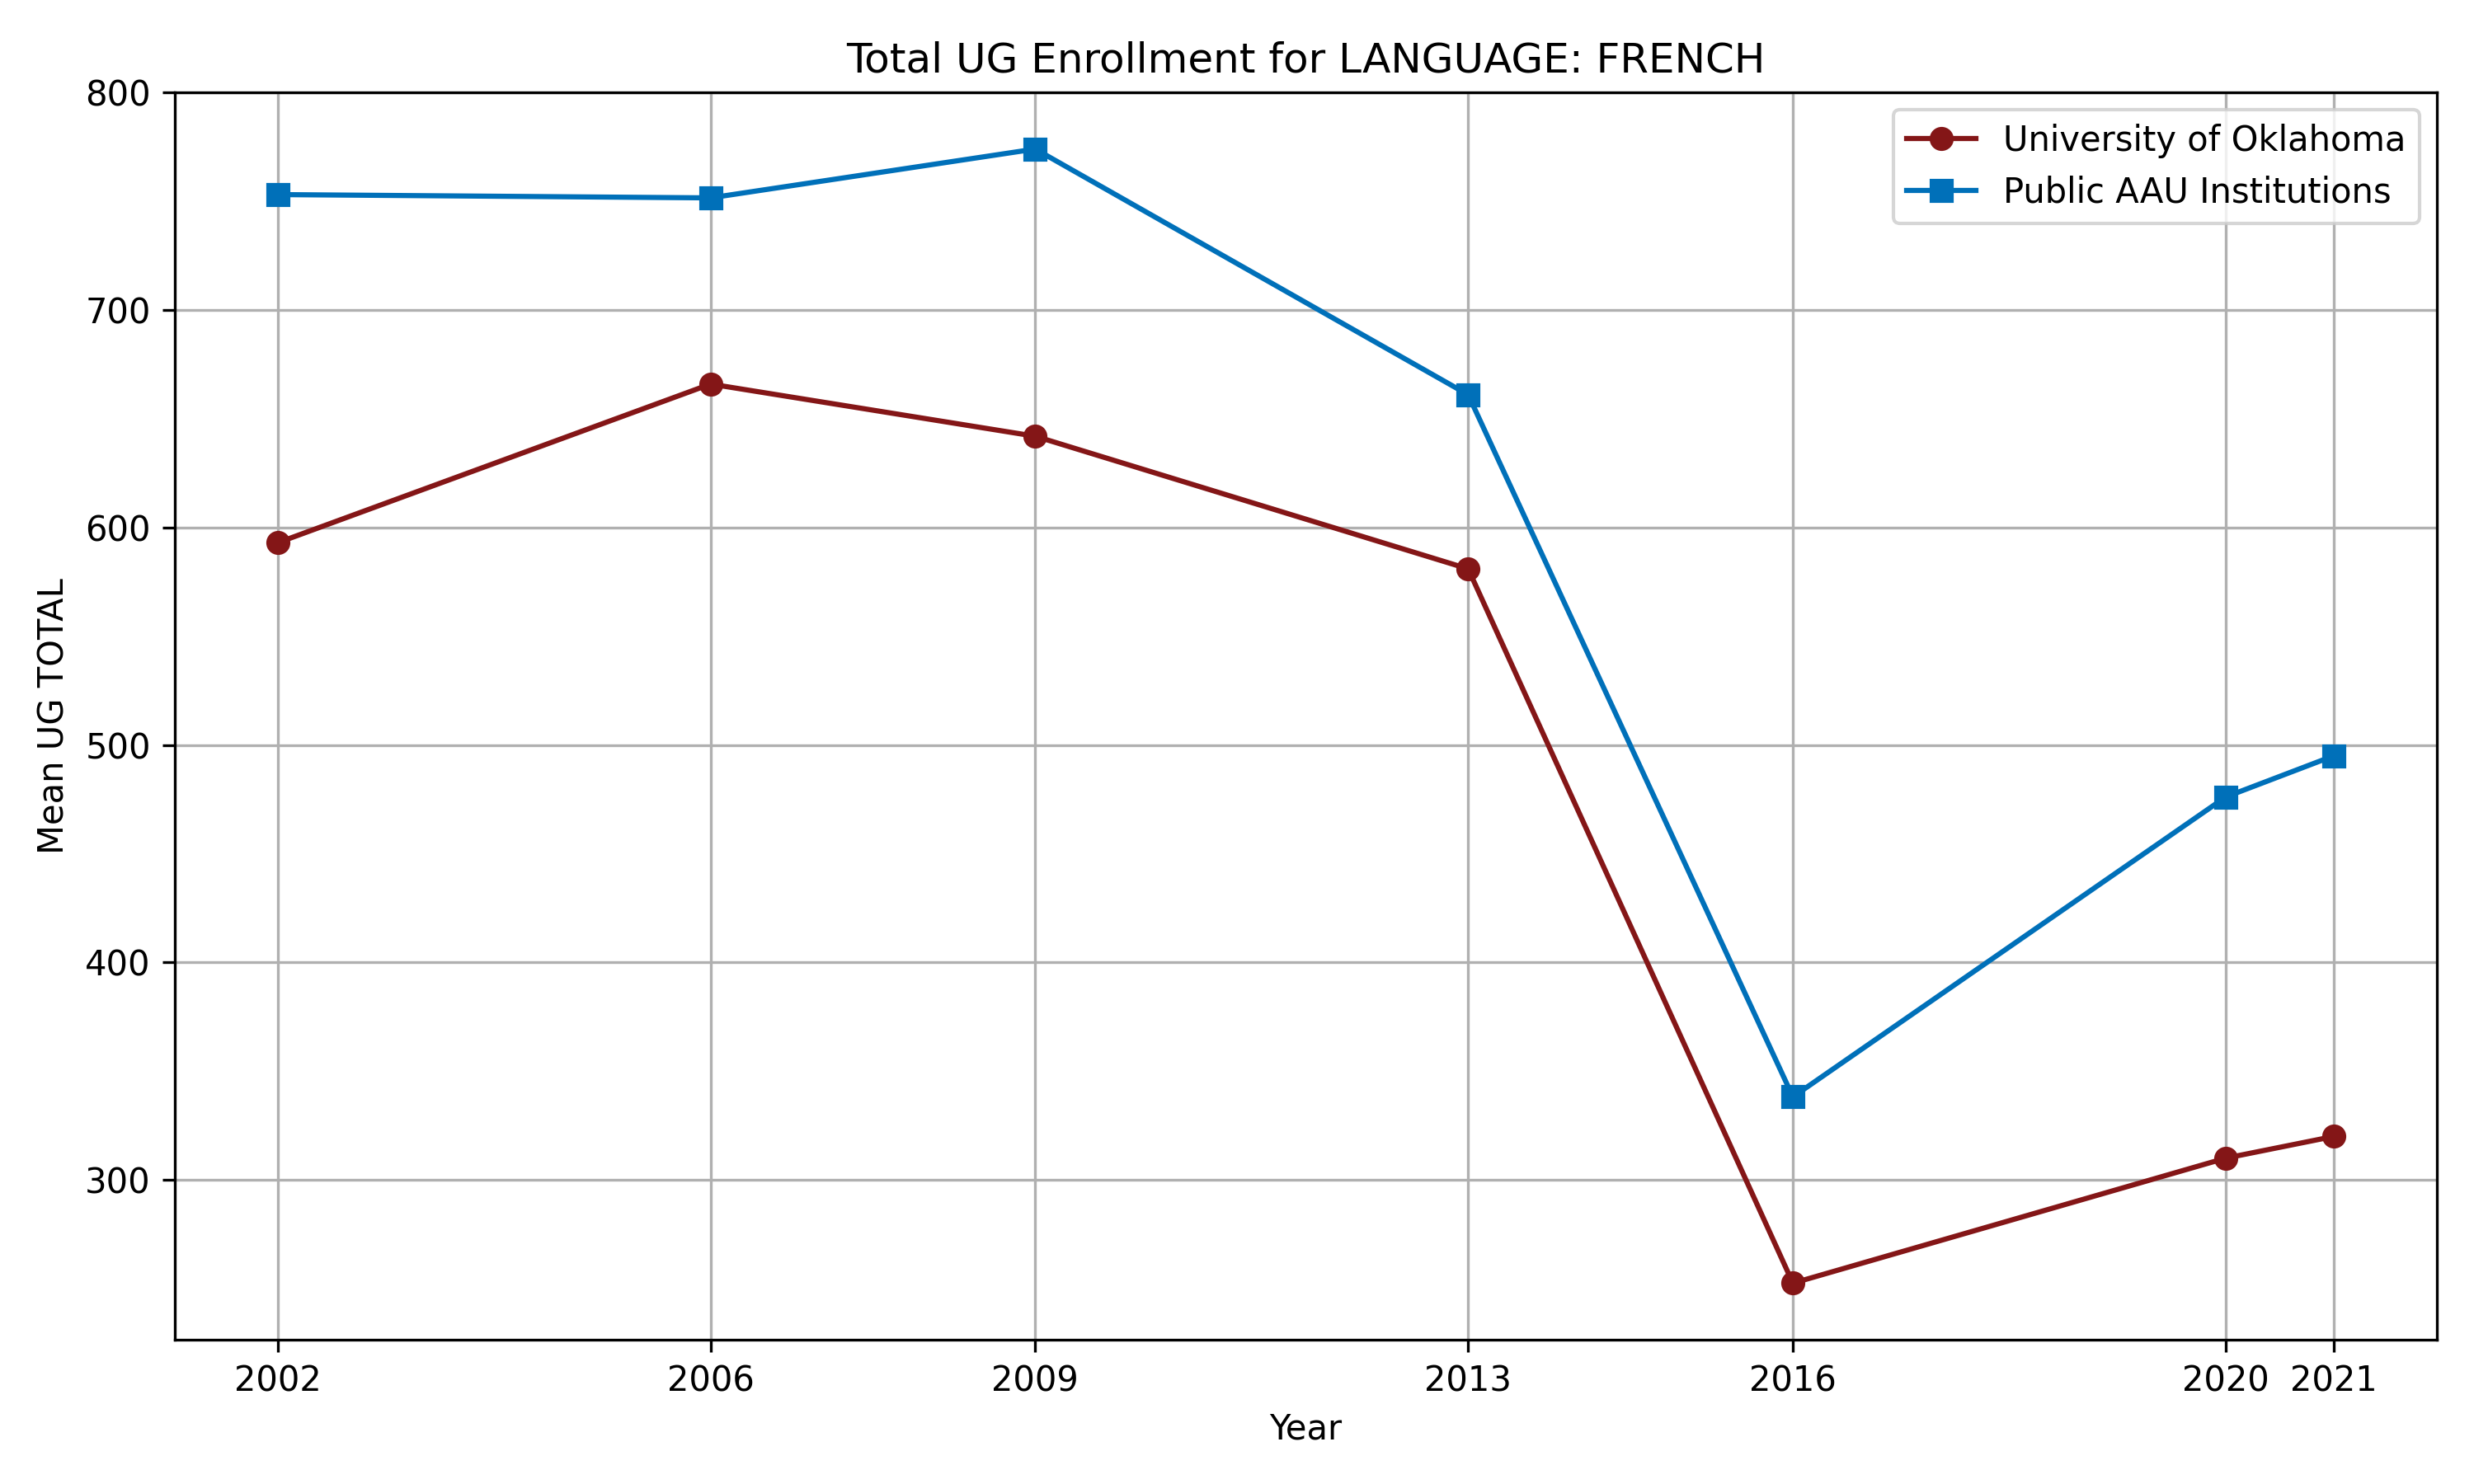 Total UG Enrollment for LANGUAGE: FRENCH
University of Oklahoma
Public AAU Institutions
Mean UG TOTAL
800
700
600
500
400
300
2002 2006 2009 2013 2016 2020 2021
Year